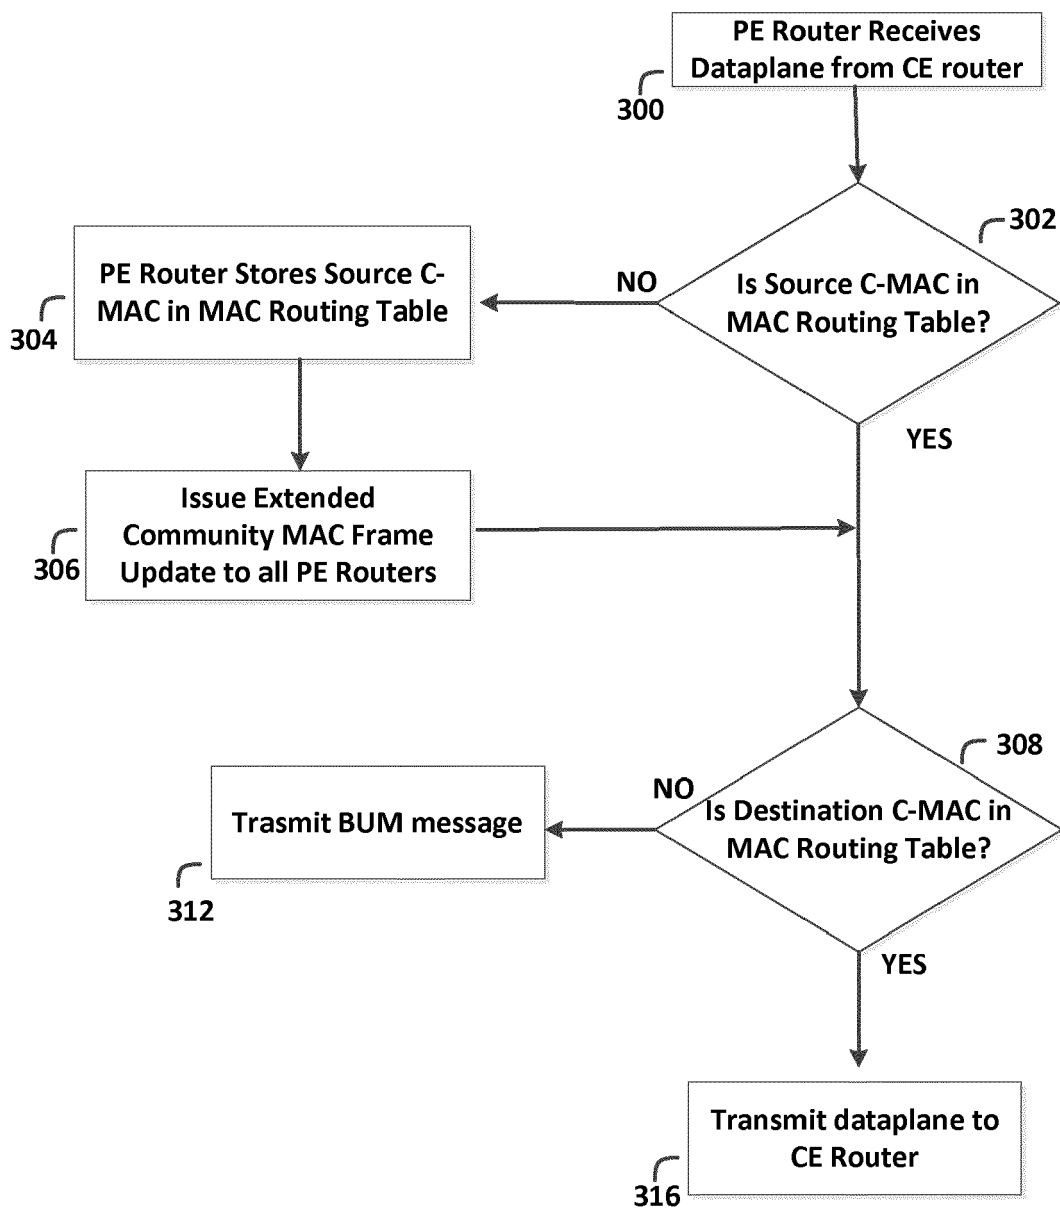 PE Router Receives
Dataplane from CE router
300
302
Is Source C-MAC in
MAC Routing Table?
NO
PE Router Stores Source C-
MAC in MAC Routing Table
304
YES
Issue Extended
Community MAC Frame
Update to all PE Routers
306
308
Is Destination C-MAC in
MAC Routing Table?
NO
Trasmit BUM message
312
YES
Transmit dataplane to
CE Router
316